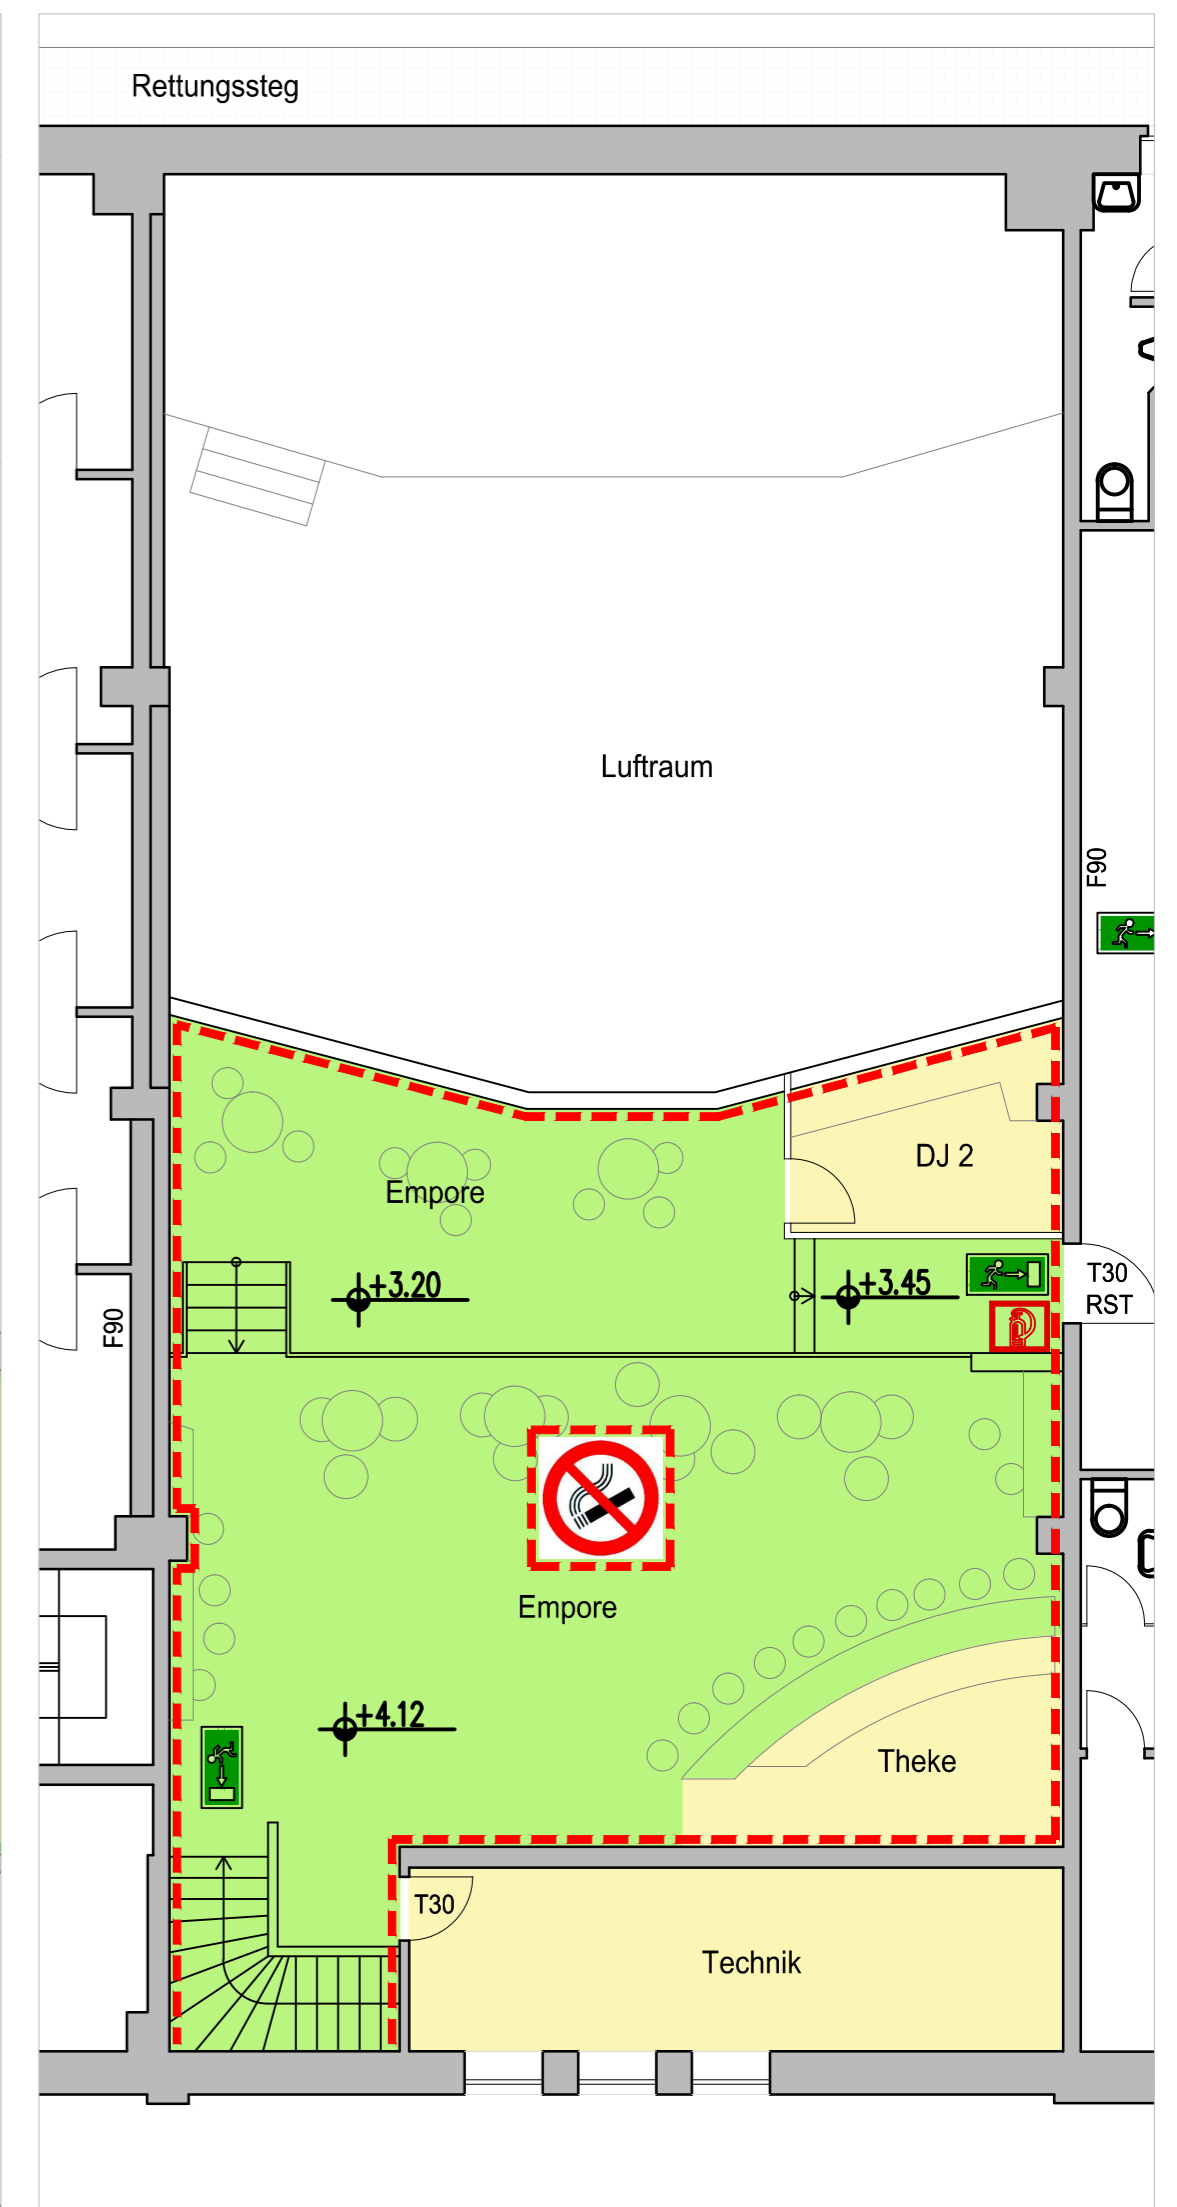 Rettungssteg
Luftraum
F90
DJ 2
Empore
+3.20
+3.45
T30
RST
F90
Empore
+4.12
Theke
T30
Technik